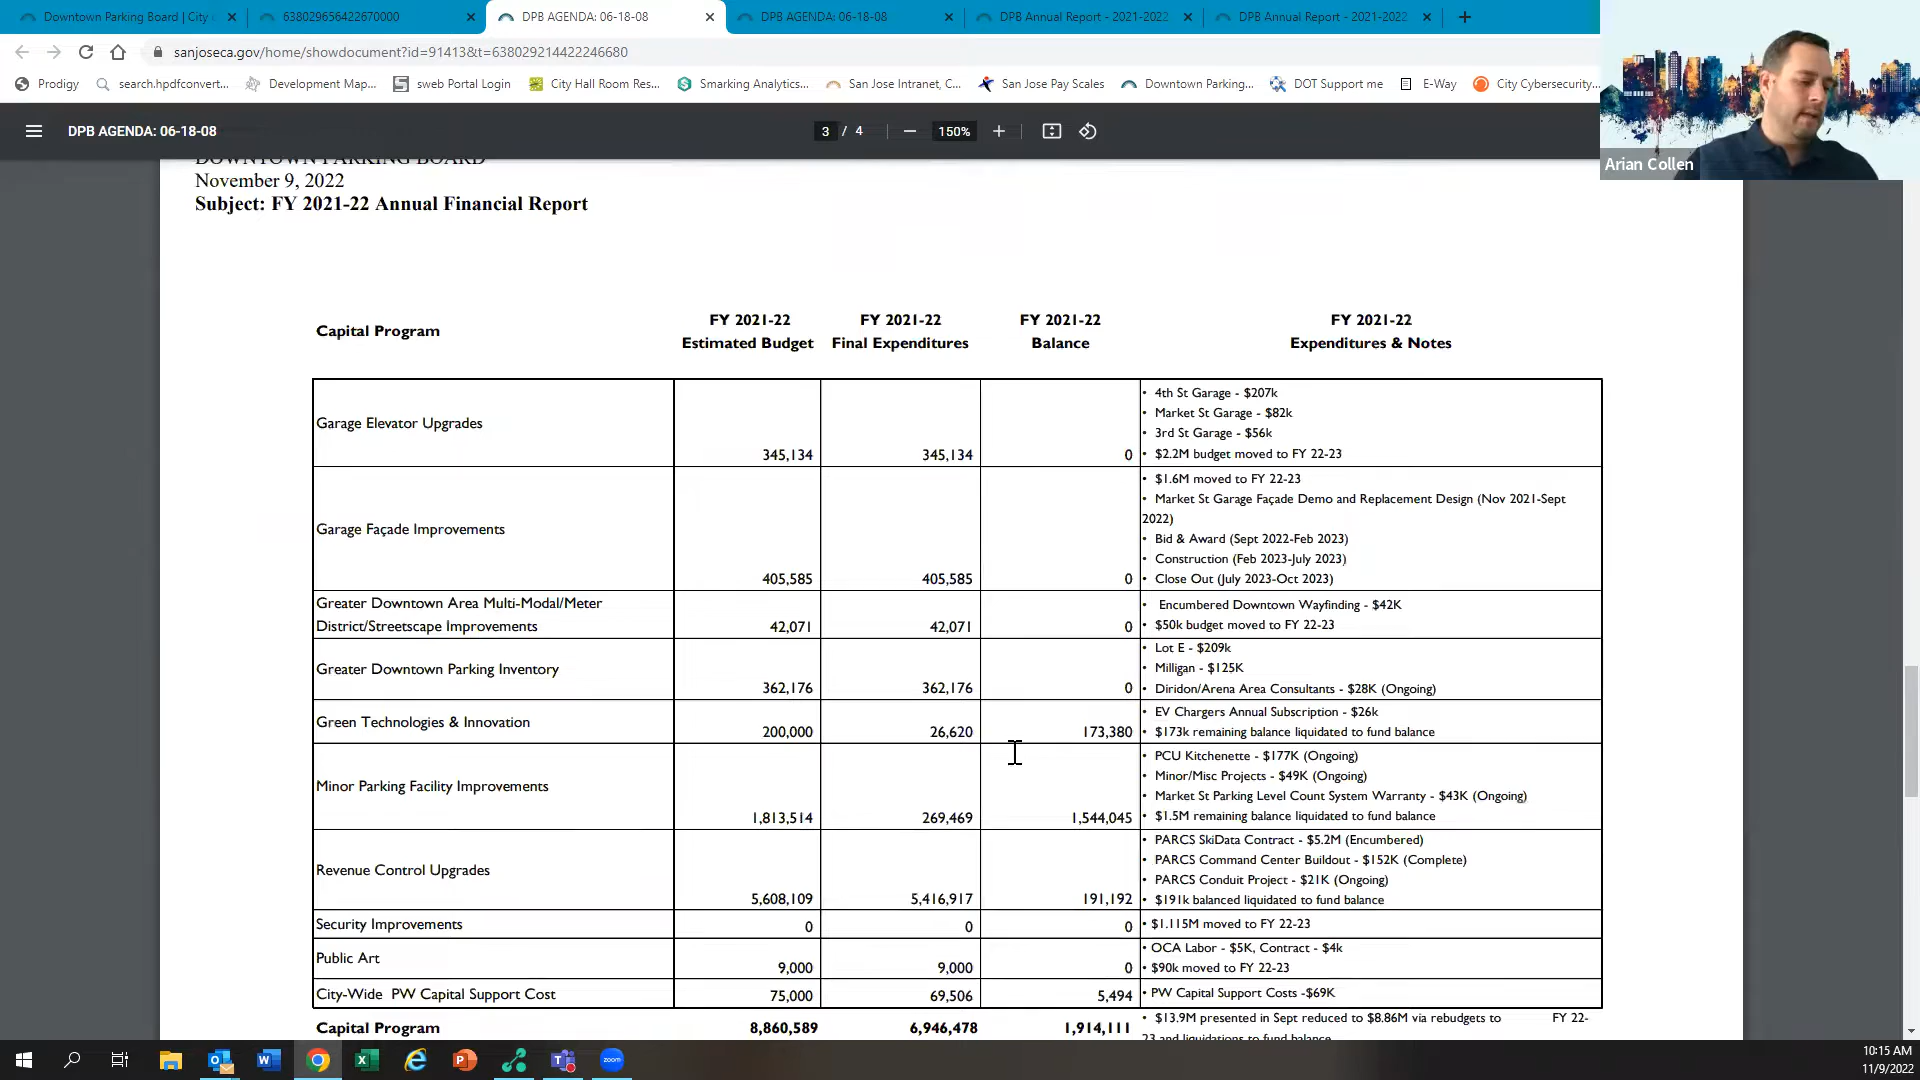 Downtown Parking Board | City
638029656422670000
DPB AGENDA: 06-18-08
DPB AGENDA: 06-18-08
DPB Annual Report - 2021-2022
DPB Annual Report - 2021-2022
sanjoseca.gov/home/showdocument?id=91413&t=638029214422246680
Prodigy
search.hpdfconvert...
Development Map...
sweb Portal Login
City Hall Room Res...
Smarking Analytics...
San Jose Intranet, C...
San Jose Pay Scales
Downtown Parking...
DOT Support me
E-Way
City Cybersecurity...
DPB AGENDA: 06-18-08
3 / 4
150%
Arian Collen
DOWNTOWN PARKING BOARD
November 9, 2022
Subject: FY 2021-22 Annual Financial Report
Capital Program
FY 2021-22
Estimated Budget
FY 2021-22
Final Expenditures
FY 2021-22
Balance
FY 2021-22
Expenditures & Notes
Garage Elevator Upgrades
345,134
345,134
0
• 4th St Garage - $207k
• Market St Garage - $82k
• 3rd St Garage - $56k
• $2.2M budget moved to FY 22-23
Garage Façade Improvements
405,585
405,585
0
• $1.6M moved to FY 22-23
• Market St Garage Façade Demo and Replacement Design (Nov 2021-Sept
2022)
• Bid & Award (Sept 2022-Feb 2023)
• Construction (Feb 2023-July 2023)
• Close Out (July 2023-Oct 2023)
Greater Downtown Area Multi-Modal/Meter
District/Streetscape Improvements
42,071
42,071
0
• Encumbered Downtown Wayfinding - $42K
• $50k budget moved to FY 22-23
Greater Downtown Parking Inventory
362,176
362,176
0
• Lot E - $209k
• Milligan - $125K
• Diridon/Arena Area Consultants - $28K (Ongoing)
Green Technologies & Innovation
200,000
26,620
173,380
• EV Chargers Annual Subscription - $26k
• $173k remaining balance liquidated to fund balance
Minor Parking Facility Improvements
1,813,514
269,469
1,544,045
• PCU Kitchenette - $177K (Ongoing)
• Minor/Misc Projects - $49K (Ongoing)
• Market St Parking Level Count System Warranty - $43K (Ongoing)
• $1.5M remaining balance liquidated to fund balance
Revenue Control Upgrades
5,608,109
5,416,917
191,192
• PARCS SkiData Contract - $5.2M (Encumbered)
• PARCS Command Center Buildout - $152K (Complete)
• PARCS Conduit Project - $21K (Ongoing)
• $191k balanced liquidated to fund balance
Security Improvements
0
0
0
• $1.115M moved to FY 22-23
Public Art
9,000
9,000
0
• OCA Labor - $5K, Contract - $4k
• $90k moved to FY 22-23
City-Wide PW Capital Support Cost
75,000
69,506
5,494
• PW Capital Support Costs -$69K
Capital Program
8,860,589
6,946,478
1,914,111
• $13.9M presented in Sept reduced to $8.86M via rebudgets to FY 22-
23 and liquidations to fund balance
zoom
10:15 AM
11/9/2022